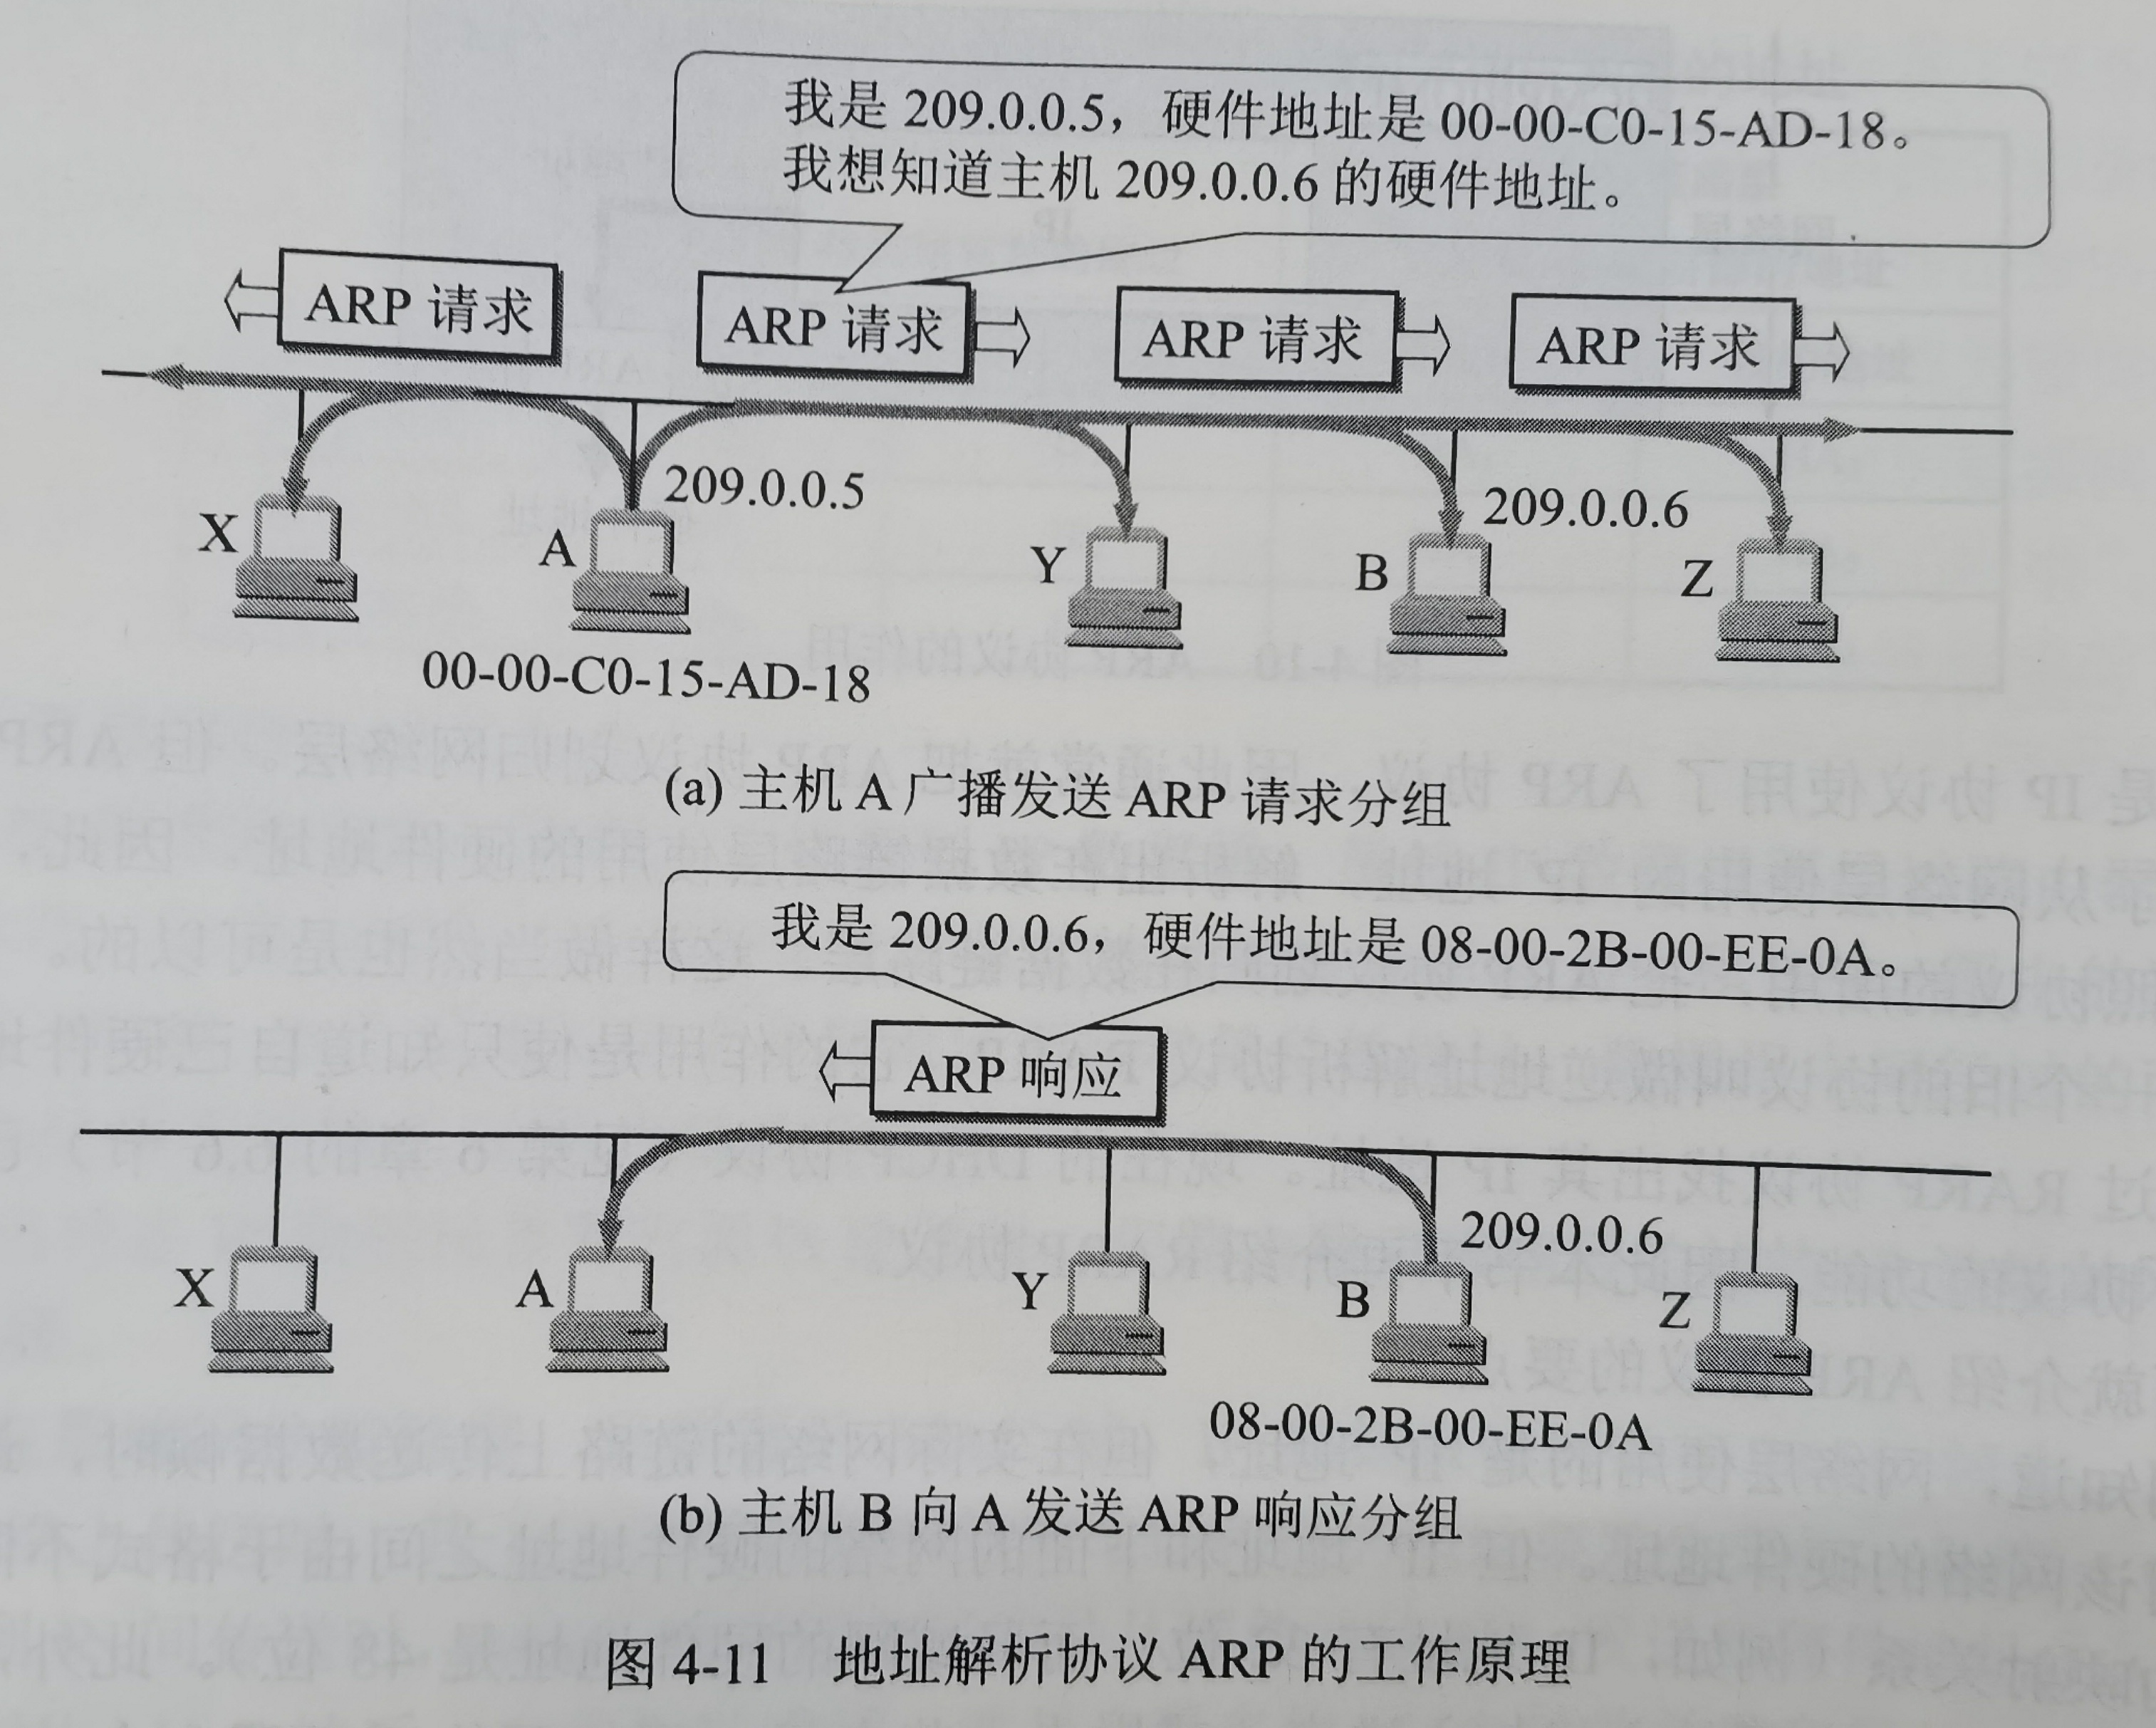 我是 209.0.0.5，硬件地址是 00-00-C0-15-AD-18。
我想知道主机 209.0.0.6 的硬件地址。
ARP 请求
ARP 请求
ARP 请求
ARP 请求
209.0.0.5
209.0.0.6
X
A
Y
B
Z
00-00-C0-15-AD-18
(a) 主机 A 广播发送 ARP 请求分组
我是 209.0.0.6，硬件地址是 08-00-2B-00-EE-0A。
ARP 响应
209.0.0.6
X
A
Y
B
Z
08-00-2B-00-EE-0A
(b) 主机 B 向 A 发送 ARP 响应分组
图 4-11 地址解析协议 ARP 的工作原理